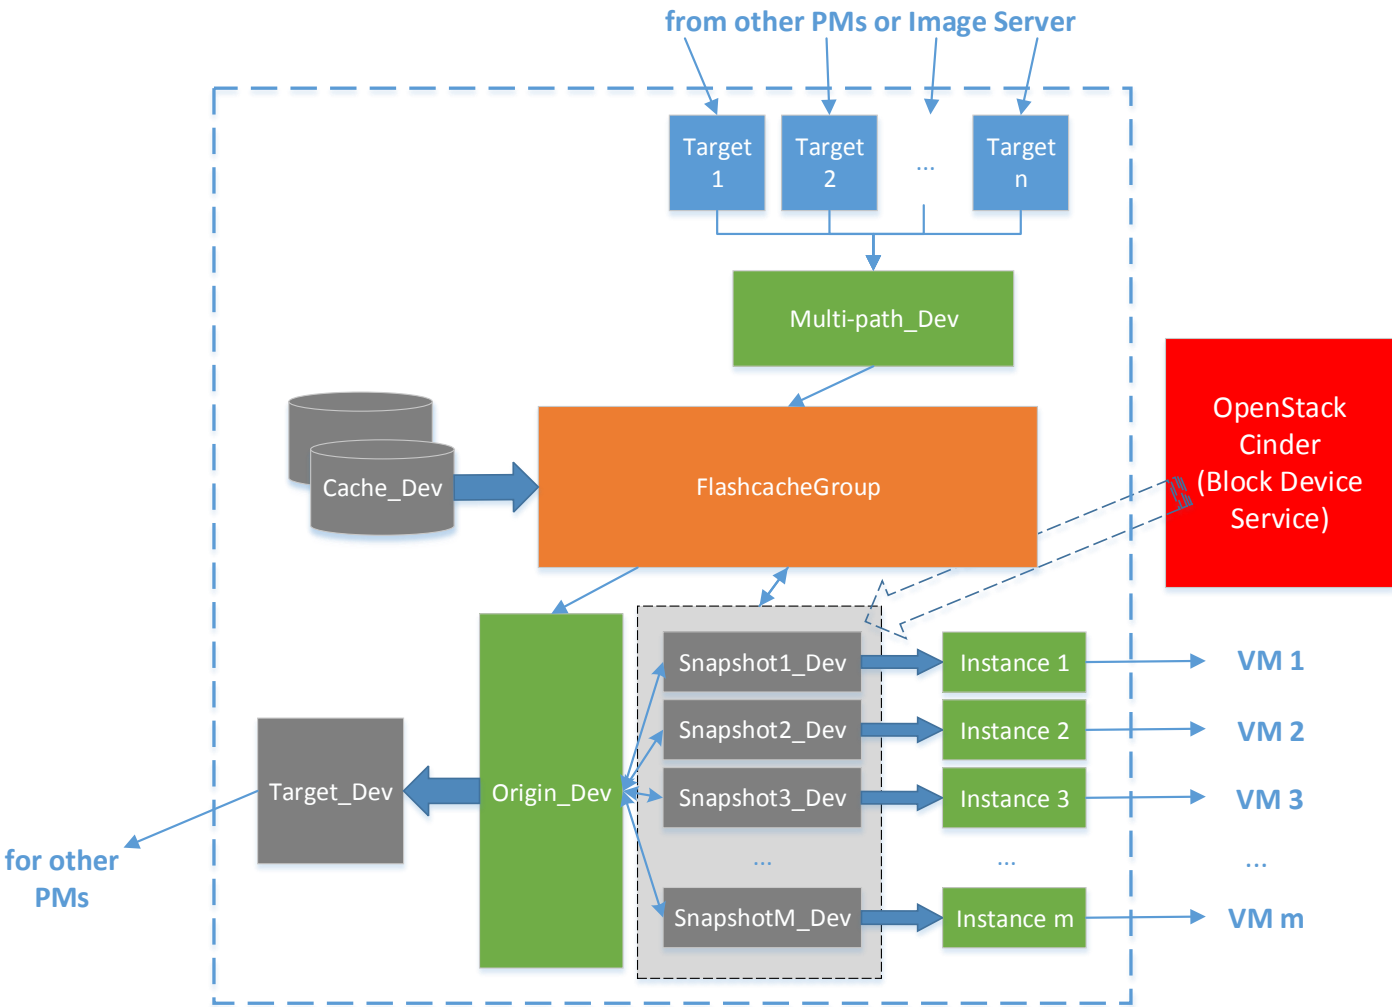 from other PMs or Image Server
Target
1
Target
2
...
Target
n
Multi-path_Dev
OpenStack
Cinder
(Block Device
Service)
Cache_Dev
FlashcacheGroup
Snapshot1_Dev
Instance 1
VM 1
Snapshot2_Dev
Instance 2
VM 2
Target_Dev
Origin_Dev
Snapshot3_Dev
Instance 3
VM 3
for other
PMs
...
...
...
SnapshotM_Dev
Instance m
VM m